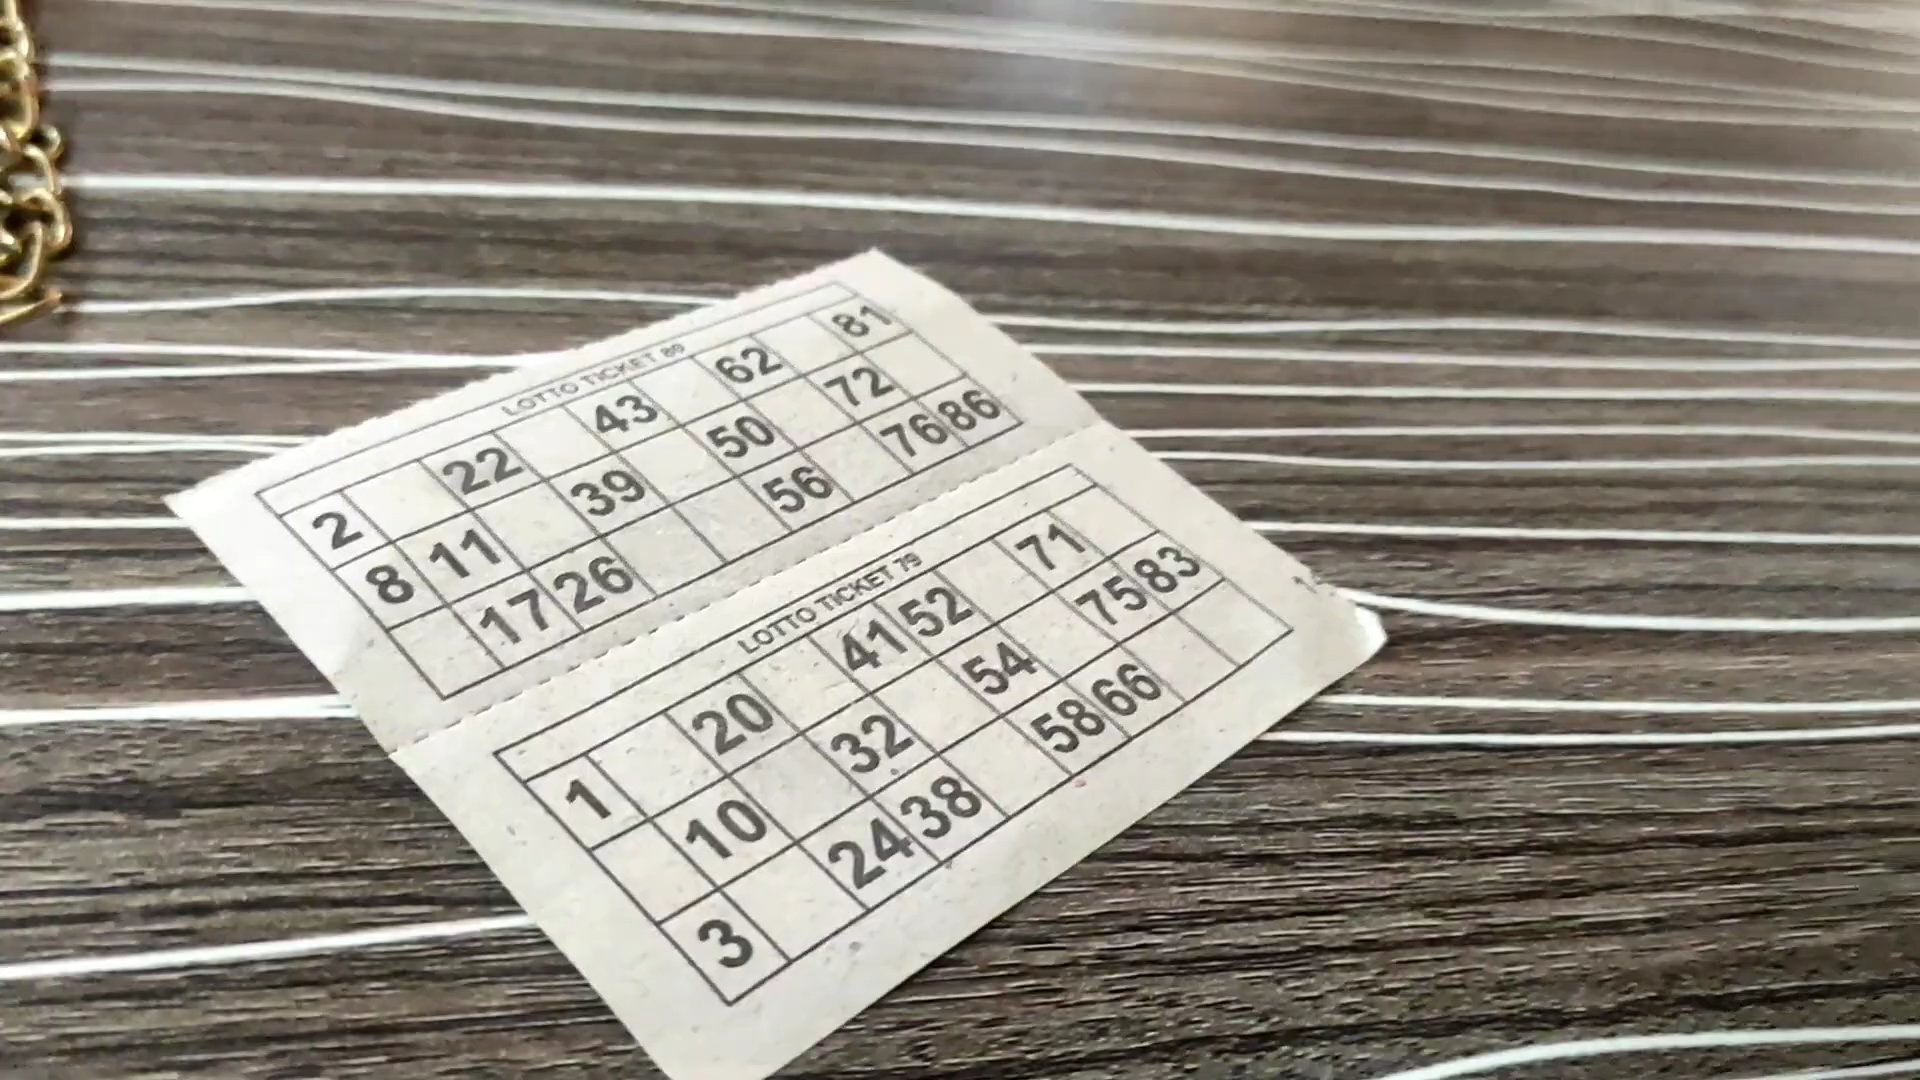 LOTTO TICKET 80
2 22 43 62 81
8 11 39 50 72
17 26 56 76 86
LOTTO TICKET 79
1 20 41 52 71
10 32 54 75 83
3 24 38 58 66